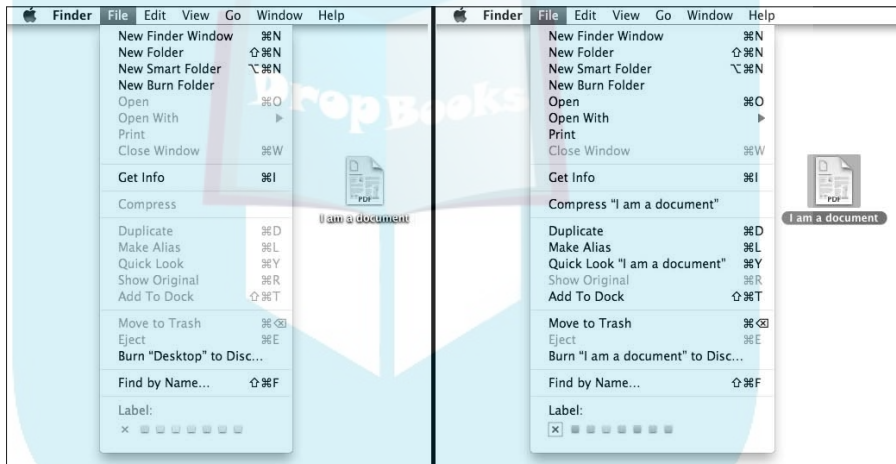 Finder File Edit View Go Window Help
New Finder Window ⌘N
New Folder ⇧⌘N
New Smart Folder ⌥⌘N
New Burn Folder
Open ⌘O
Open With ▶
Print
Close Window ⌘W
Get Info ⌘I
Compress
Duplicate ⌘D
Make Alias ⌘L
Quick Look ⌘Y
Show Original ⌘R
Add To Dock ⇧⌘T
Move to Trash ⌘⌫
Eject ⌘E
Burn “Desktop” to Disc...
Find by Name... ⇧⌘F
Label:
×
PDF
I am a document
DropBooks
Finder File Edit View Go Window Help
New Finder Window ⌘N
New Folder ⇧⌘N
New Smart Folder ⌥⌘N
New Burn Folder
Open ⌘O
Open With ▶
Print
Close Window ⌘W
Get Info ⌘I
Compress “I am a document”
Duplicate ⌘D
Make Alias ⌘L
Quick Look “I am a document” ⌘Y
Show Original ⌘R
Add To Dock ⇧⌘T
Move to Trash ⌘⌫
Eject ⌘E
Burn “I am a document” to Disc...
Find by Name... ⇧⌘F
Label:
×
PDF
I am a document